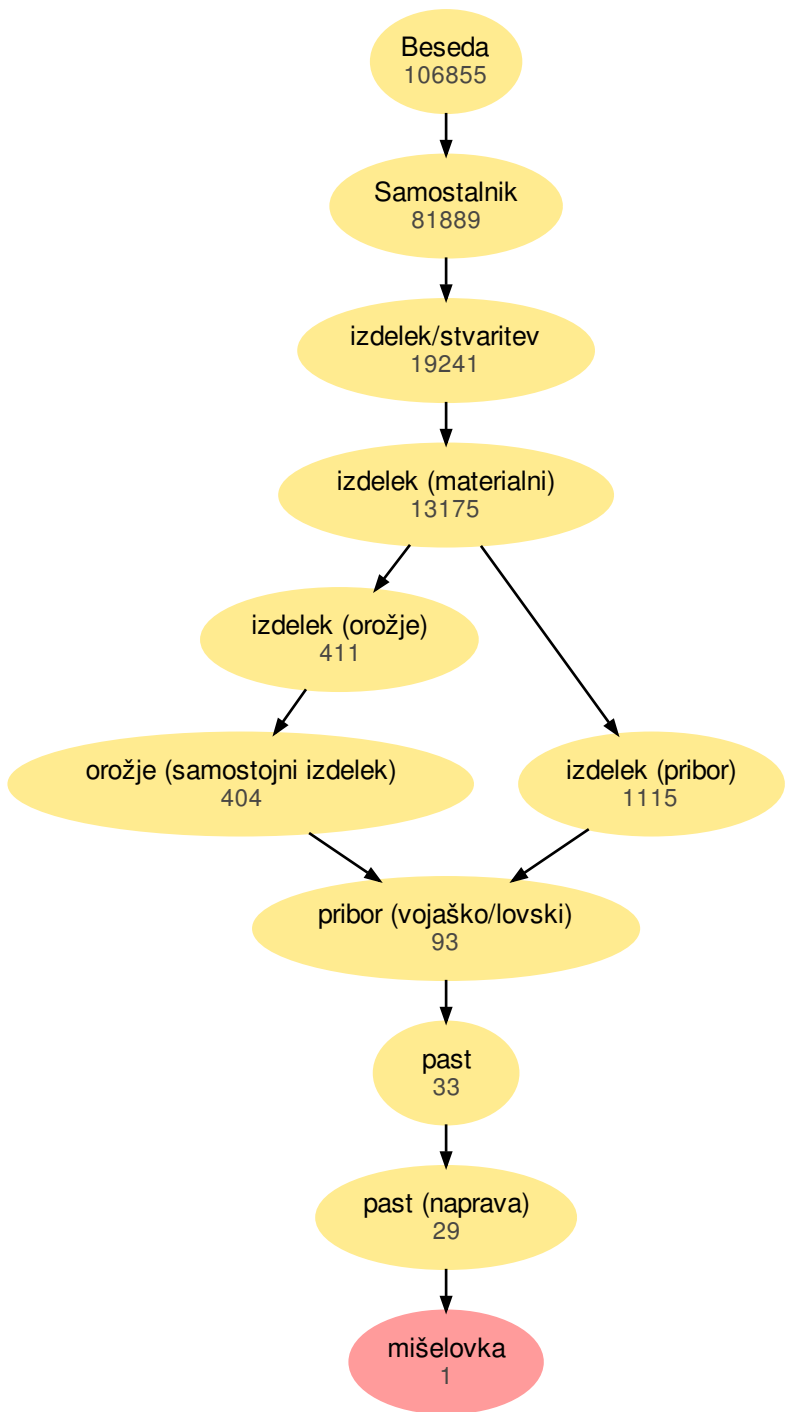 Beseda
106855
Samostalnik
81889
izdelek/stvaritev
19241
izdelek (materialni)
13175
izdelek (orožje)
411
orožje (samostojni izdelek)
404
izdelek (pribor)
1115
pribor (vojaško/lovski)
93
past
33
past (naprava)
29
mišelovka
1